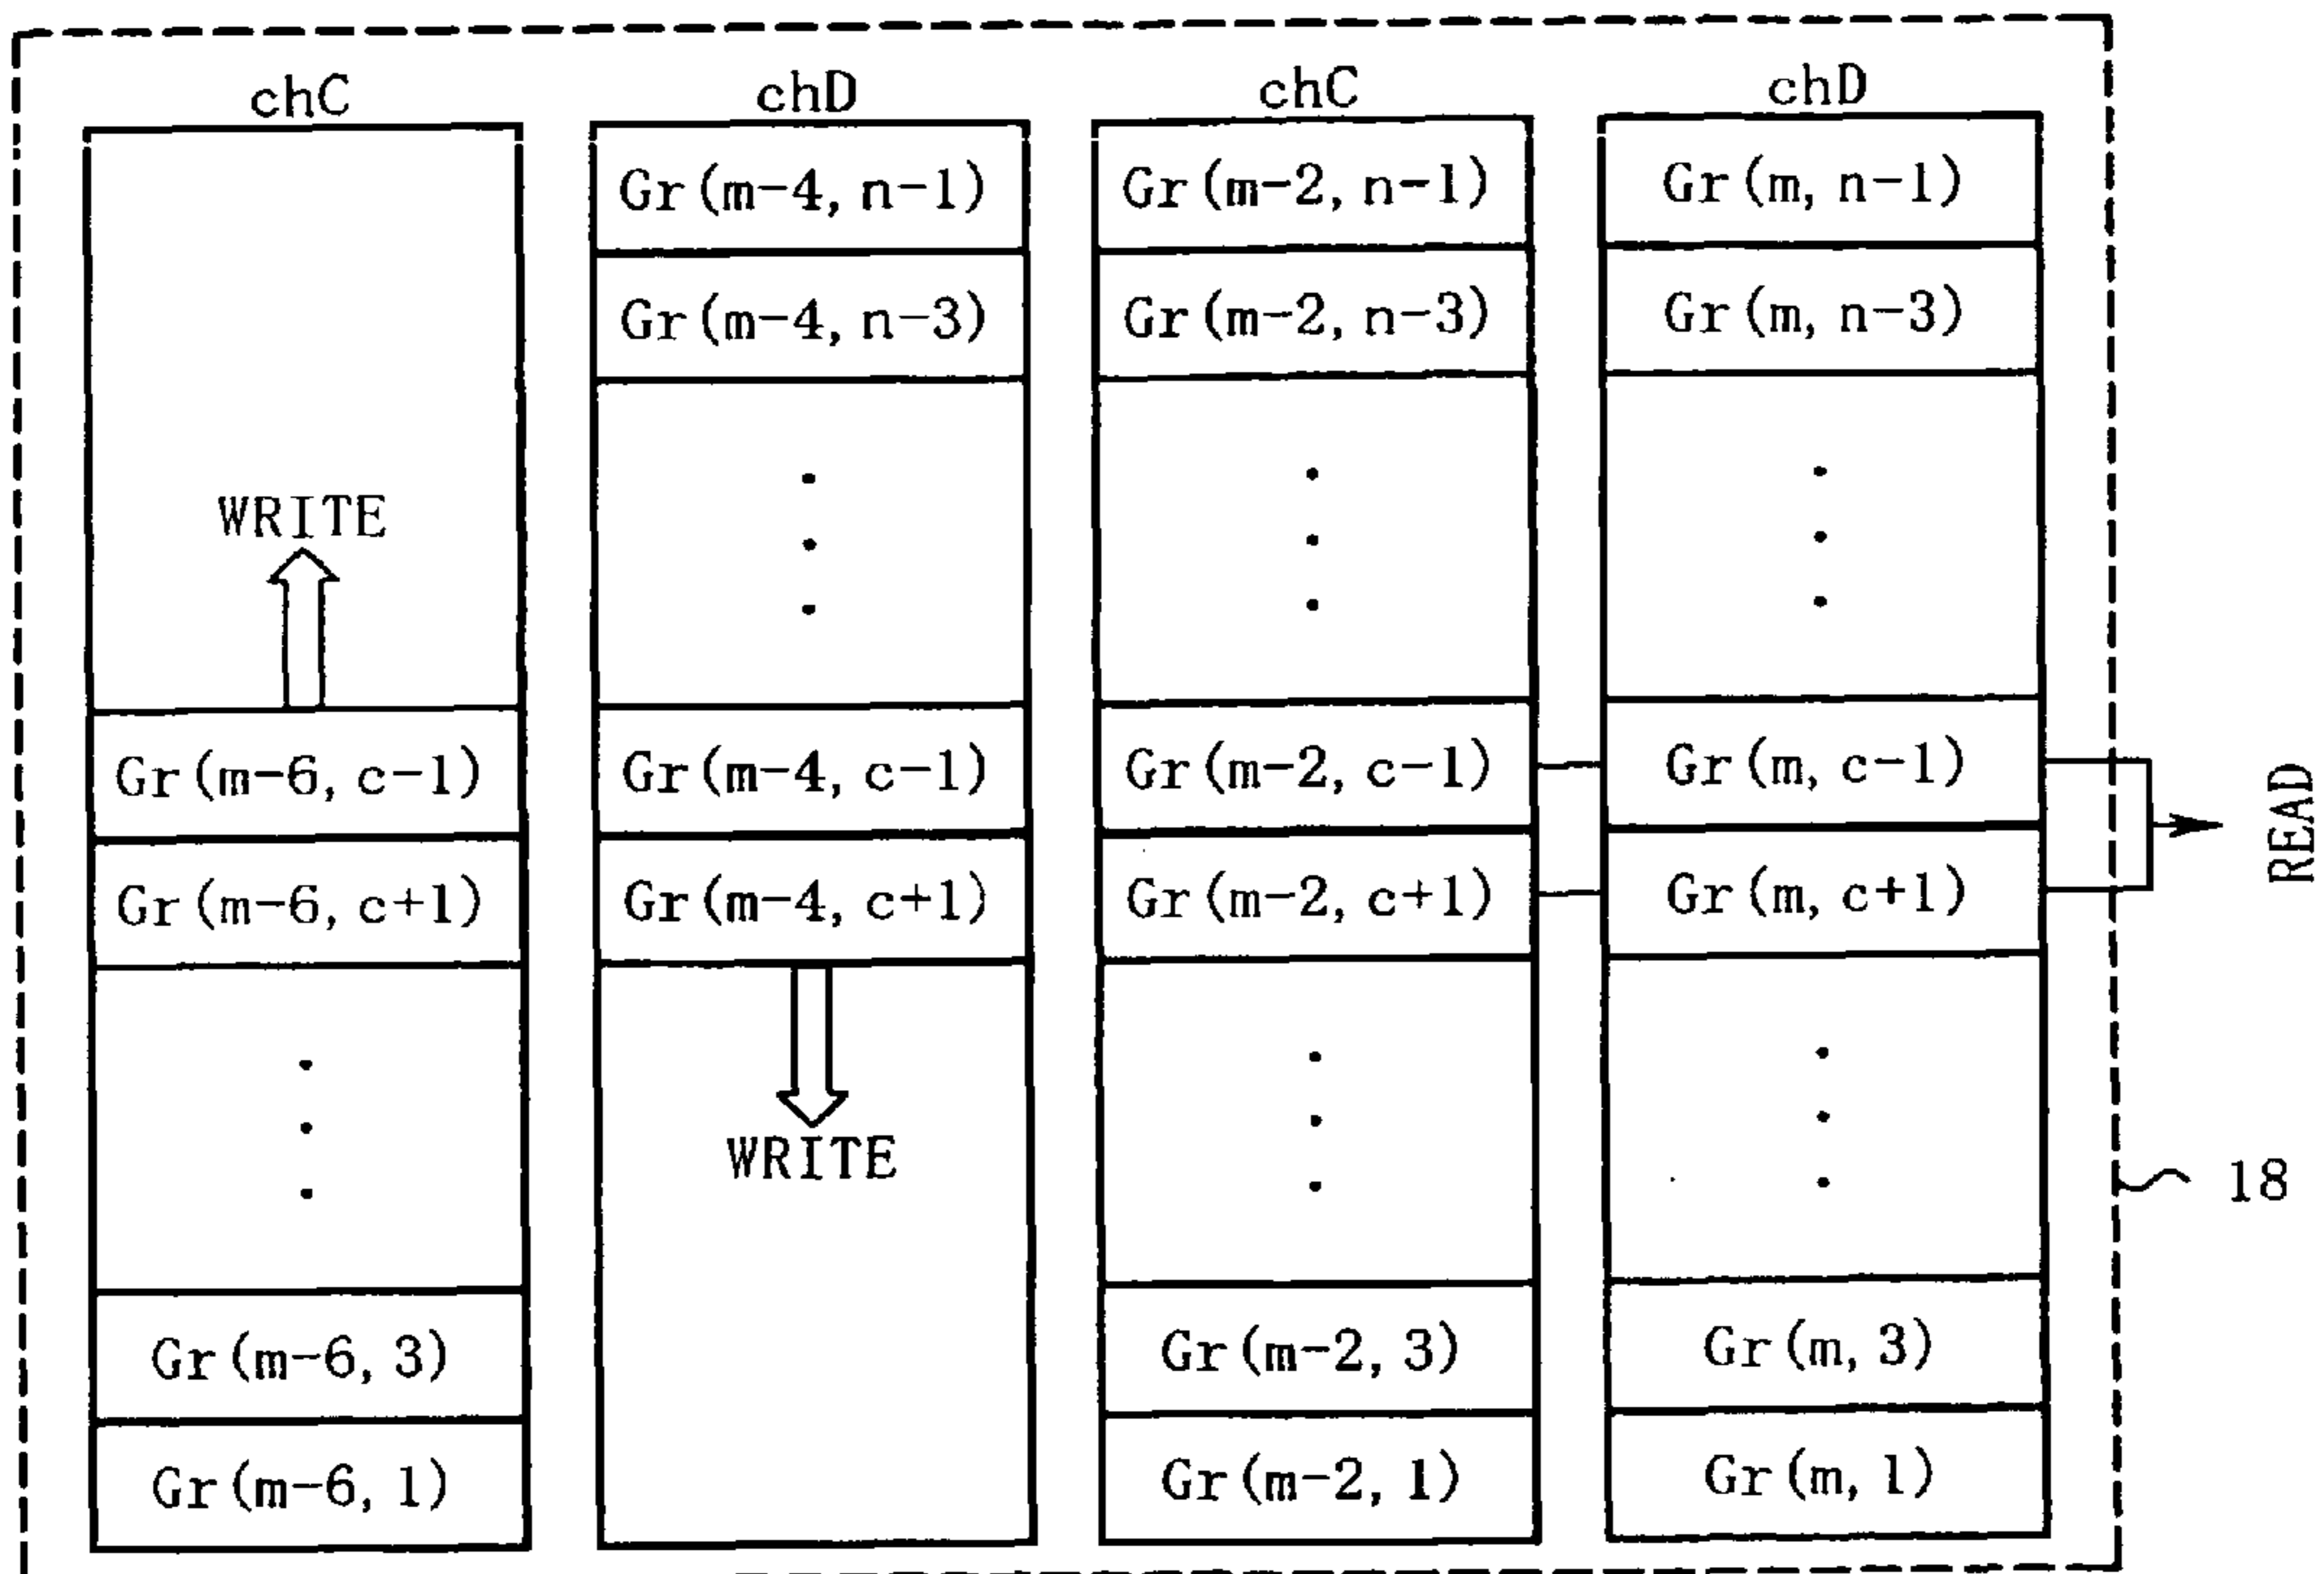 chC chD chC chD
Gr(m-4, n-1) Gr(m-2, n-1) Gr(m, n-1)
Gr(m-4, n-3) Gr(m-2, n-3) Gr(m, n-3)
WRITE
Gr(m-6, c-1) Gr(m-4, c-1) Gr(m-2, c-1) Gr(m, c-1)
READ
Gr(m-6, c+1) Gr(m-4, c+1) Gr(m-2, c+1) Gr(m, c+1)
WRITE
18
Gr(m-6, 3) Gr(m-2, 3) Gr(m, 3)
Gr(m-6, 1) Gr(m-2, 1) Gr(m, 1)